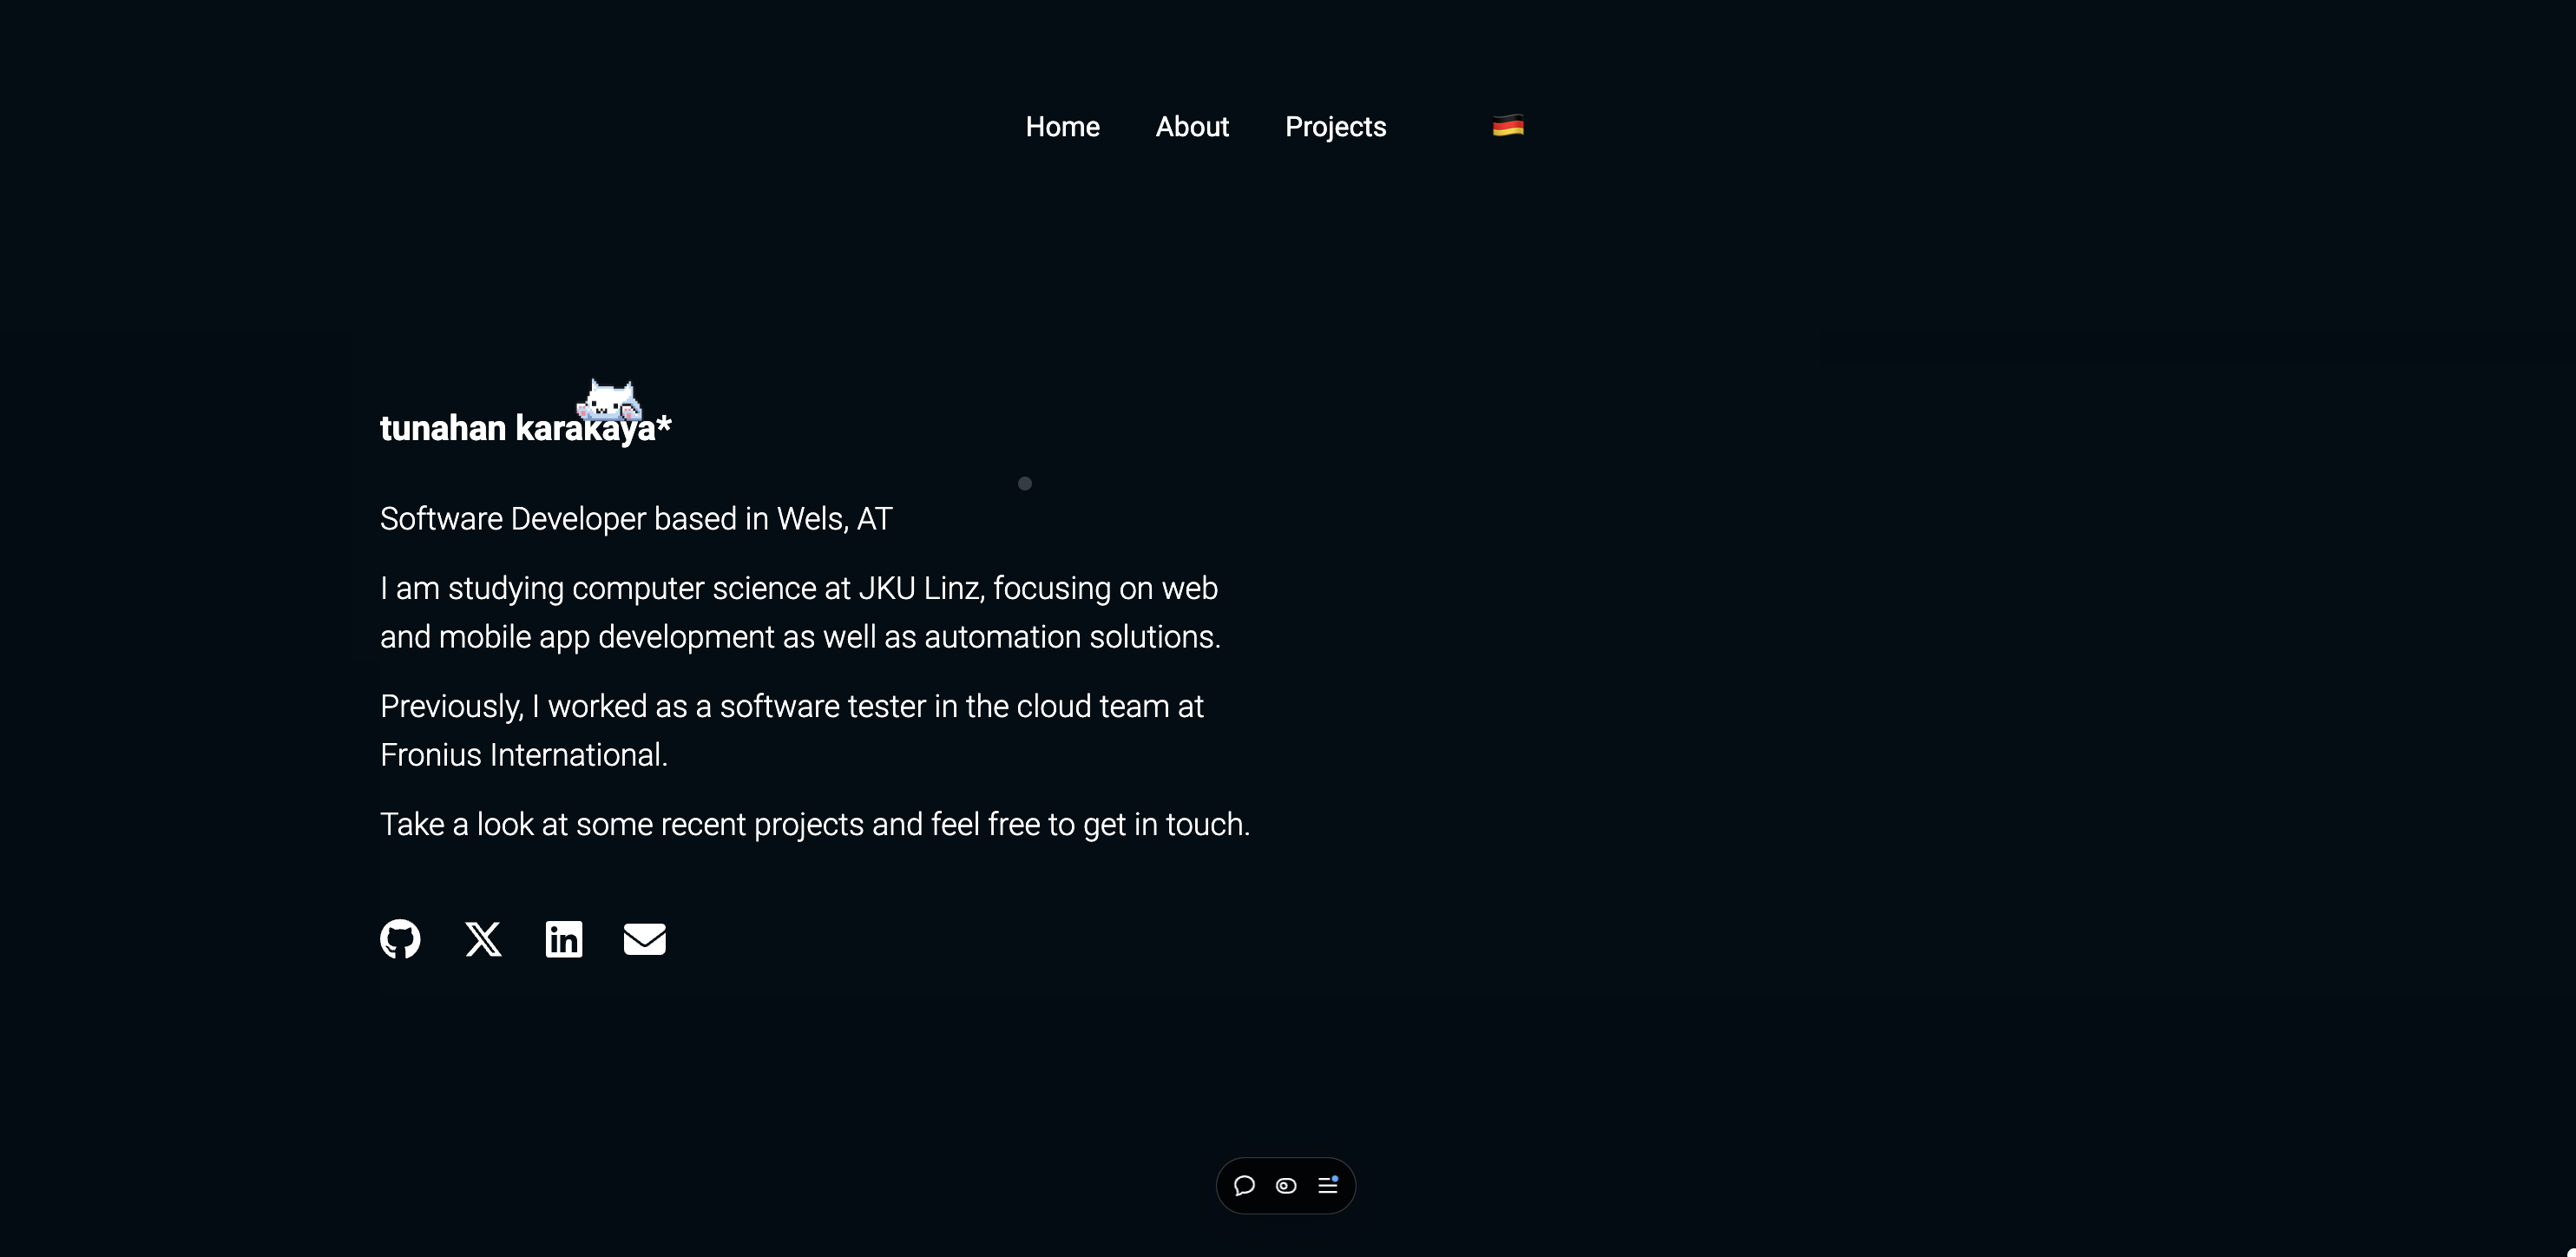 Home About Projects
tunahan karakaya*
Software Developer based in Wels, AT
I am studying computer science at JKU Linz, focusing on web
and mobile app development as well as automation solutions.
Previously, I worked as a software tester in the cloud team at
Fronius International.
Take a look at some recent projects and feel free to get in touch.